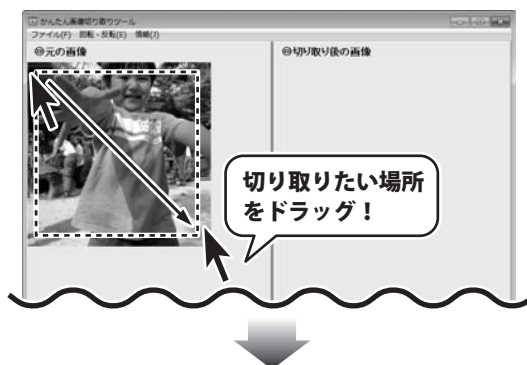 かんたん画像切り取りツール
ファイル(F) 回転・反転(E) 情報(J)
◎元の画像
◎切り取り後の画像
切り取りたい場所
をドラッグ！